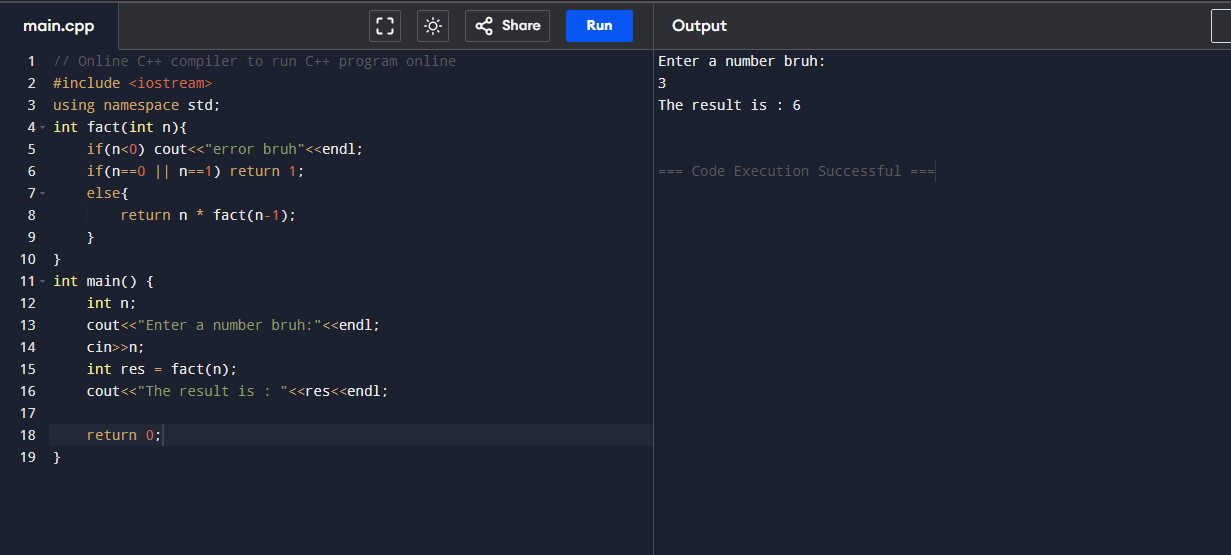 main.cpp
Share
Run
Output
1 // Online C++ compiler to run C++ program online
2 #include <iostream>
3 using namespace std;
4 int fact(int n){
5     if(n<0) cout<<"error bruh"<<endl;
6     if(n==0 || n==1) return 1;
7     else{
8         return n * fact(n-1);
9     }
10 }
11 int main() {
12     int n;
13     cout<<"Enter a number bruh:"<<endl;
14     cin>>n;
15     int res = fact(n);
16     cout<<"The result is : "<<res<<endl;
17
18     return 0;
19 }
Enter a number bruh:
3
The result is : 6
=== Code Execution Successful ===